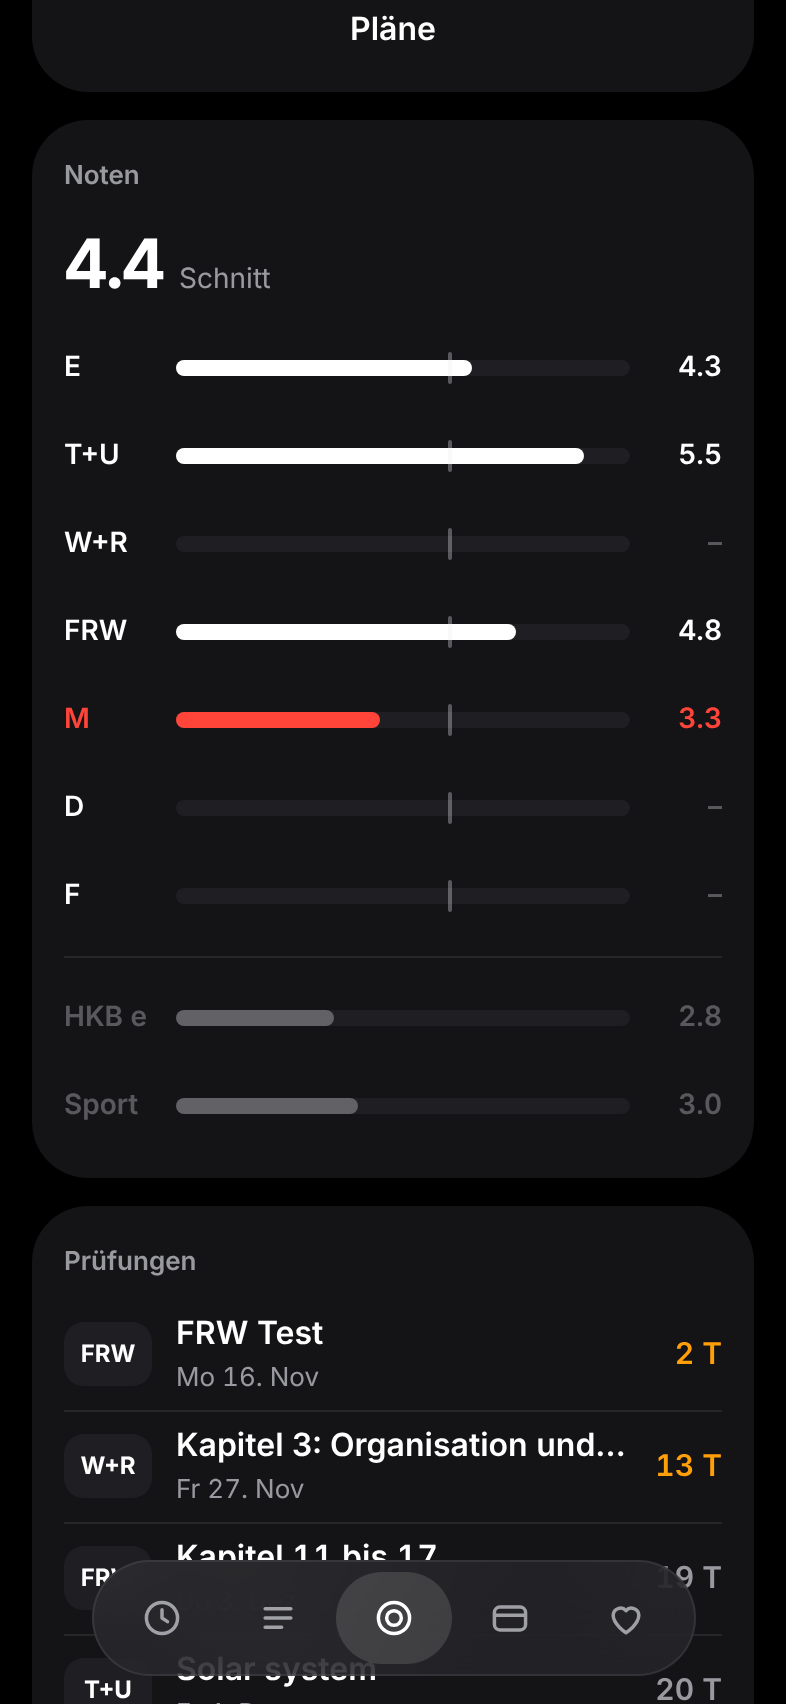 Pläne
Noten
4.4 Schnitt
E 4.3
T+U 5.5
W+R –
FRW 4.8
M 3.3
D –
F –
HKB e 2.8
Sport 3.0
Prüfungen
FRW FRW Test 2 T
Mo 16. Nov
W+R Kapitel 3: Organisation und... 13 T
Fr 27. Nov
FRW Kapitel 11 bis 17 19 T
T+U Solar system 20 T